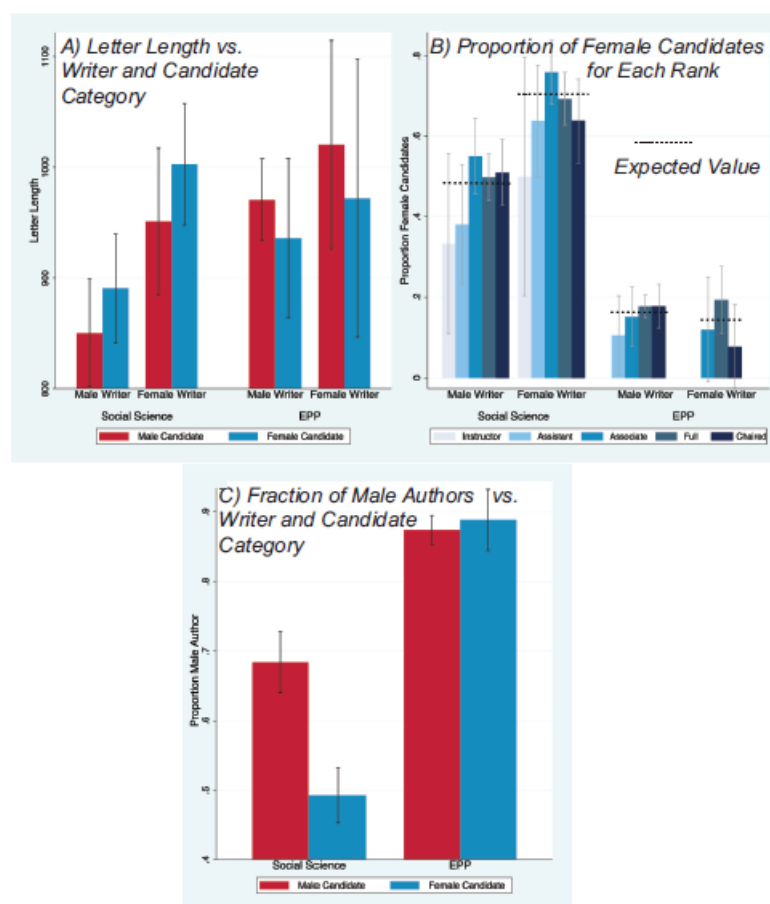 A) Letter Length vs.
Writer and Candidate
Category
1100
1000
900
800
Letter Length
Male Writer Female Writer Male Writer Female Writer
Social Science EPP
Male Candidate Female Candidate
B) Proportion of Female Candidates
for Each Rank
.8
.6
.4
.2
0
Proportion Female Candidates
Expected Value
Male Writer Female Writer Male Writer Female Writer
Social Science EPP
Instructor Assistant Associate Full Chaired
C) Fraction of Male Authors vs.
Writer and Candidate
Category
.9
.8
.7
.6
.5
.4
Proportion Male Author
Social Science EPP
Male Candidate Female Candidate